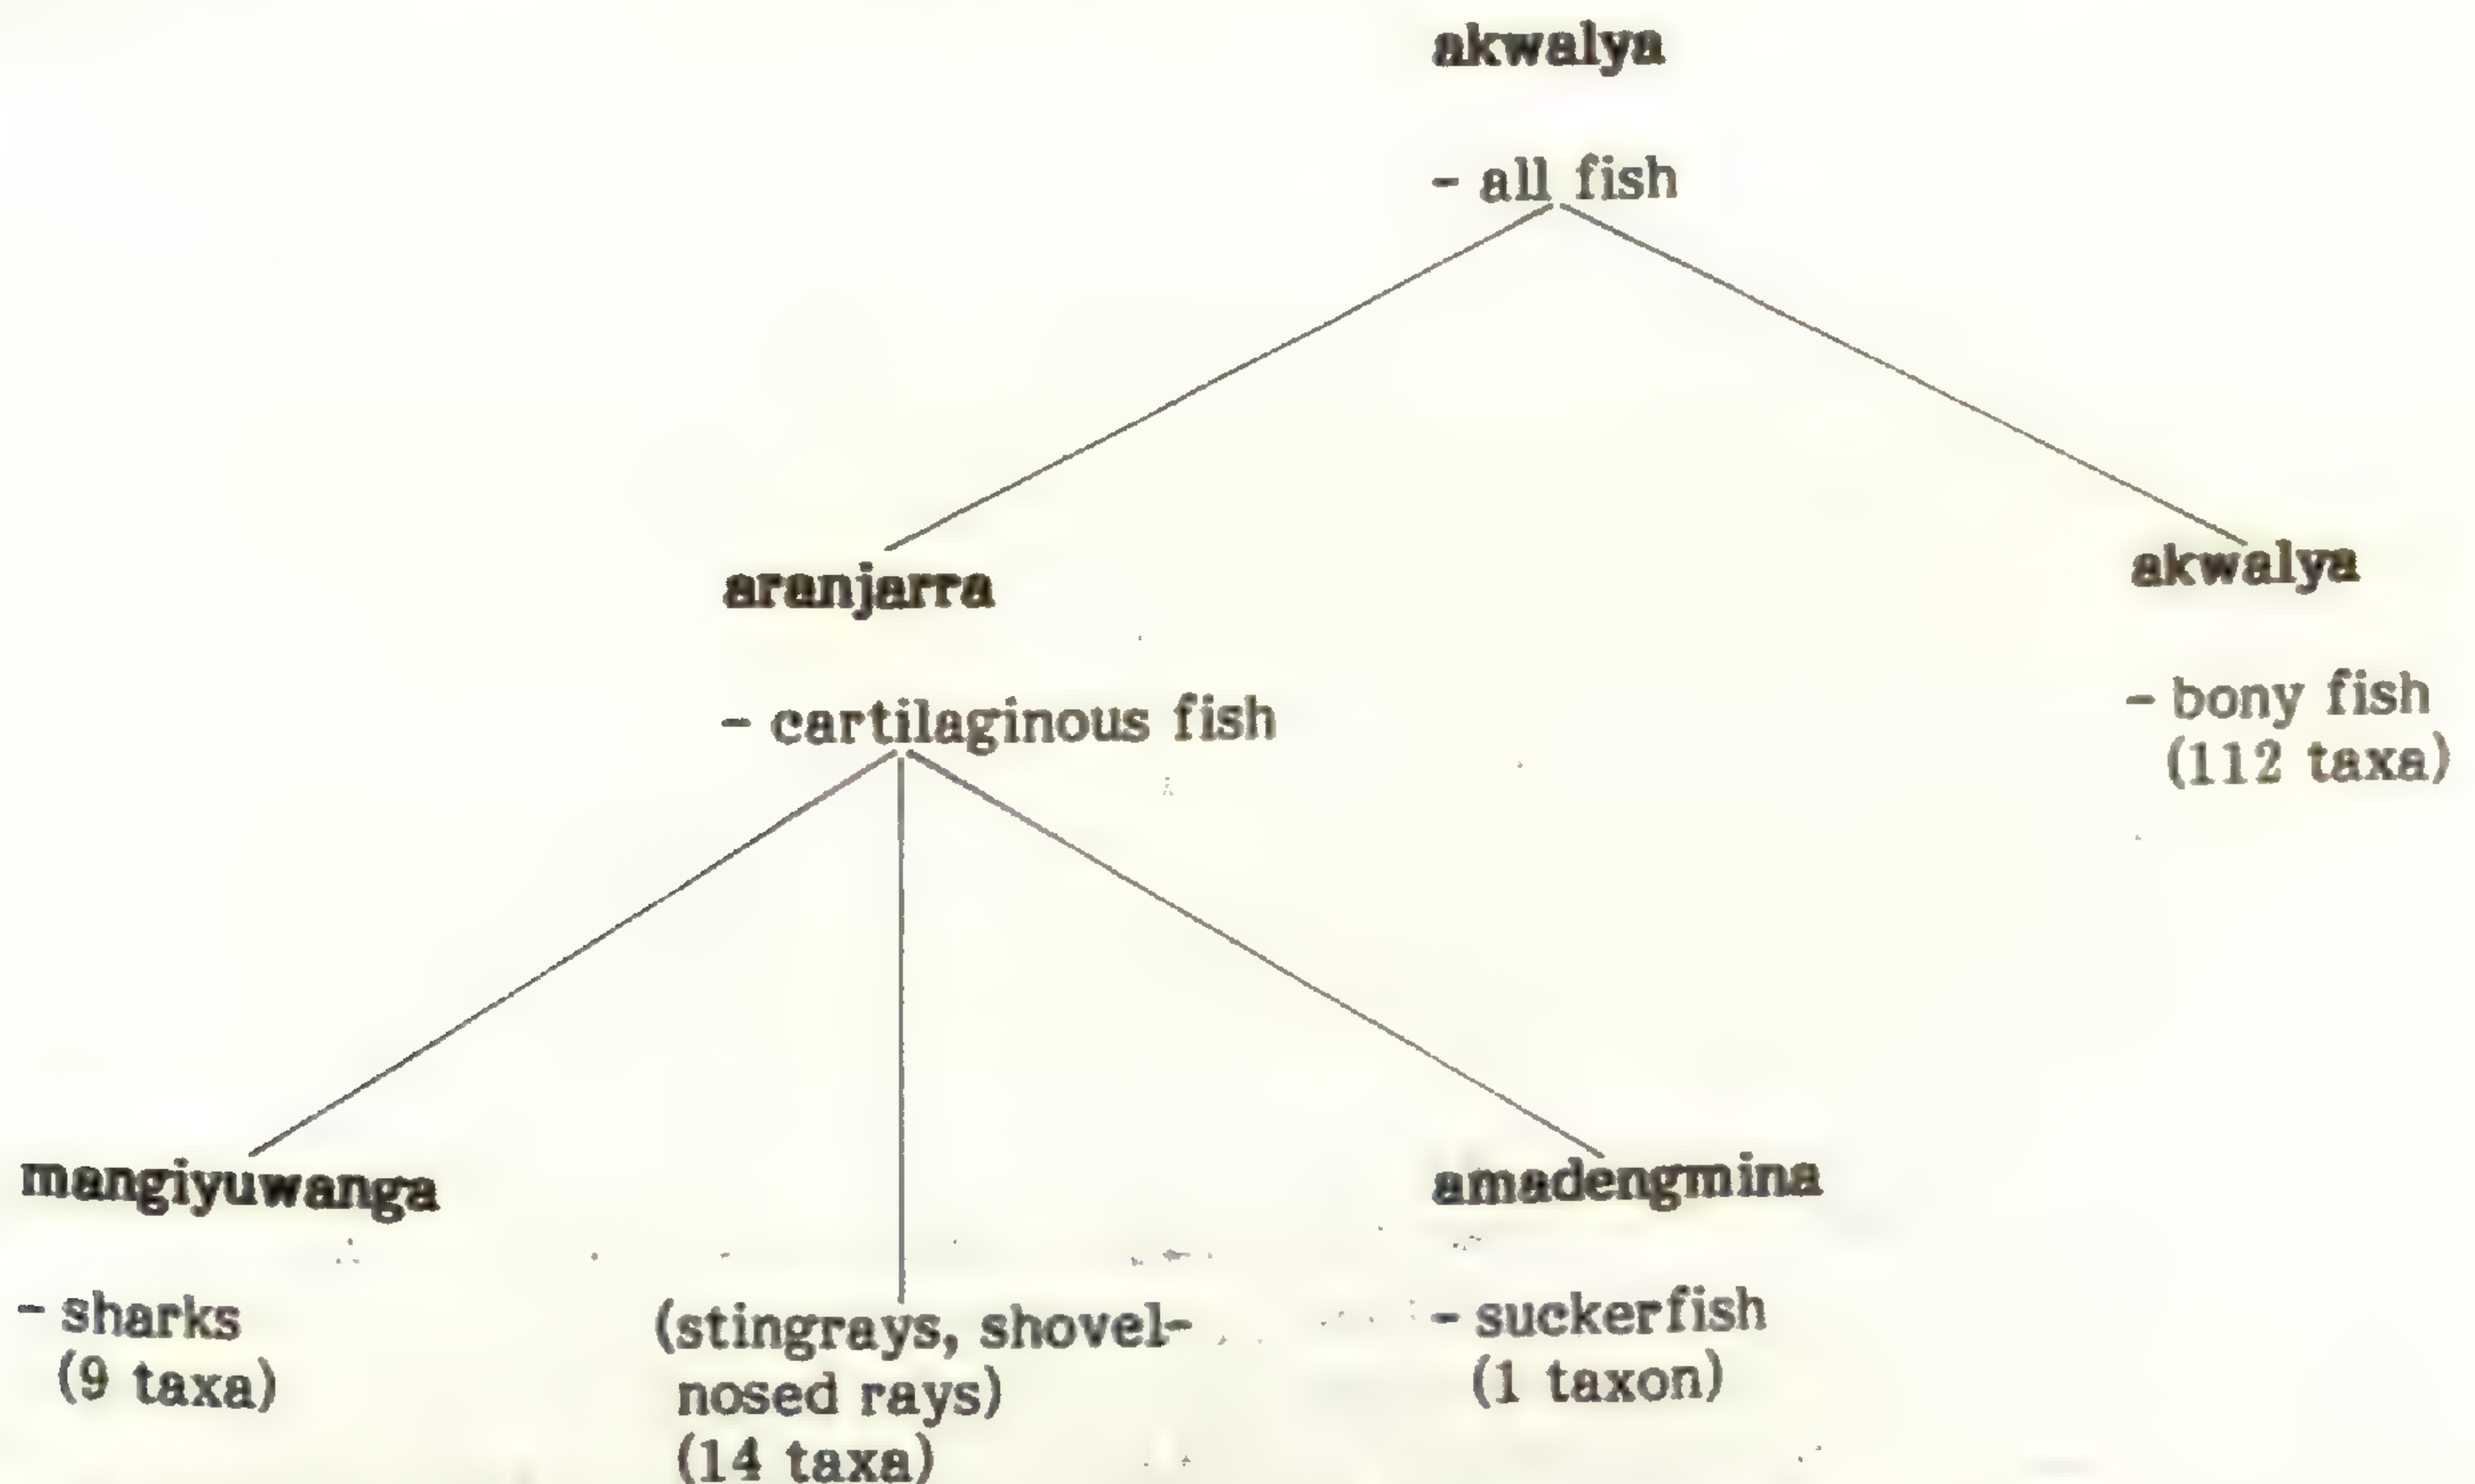 akwalya
- all fish
aranjarra
- cartilaginous fish
akwalya
- bony fish
(112 taxa)
mangiyuwanga
- sharks
(9 taxa)
(stingrays, shovel-
nosed rays)
(14 taxa)
amadengmina
- suckerfish
(1 taxon)